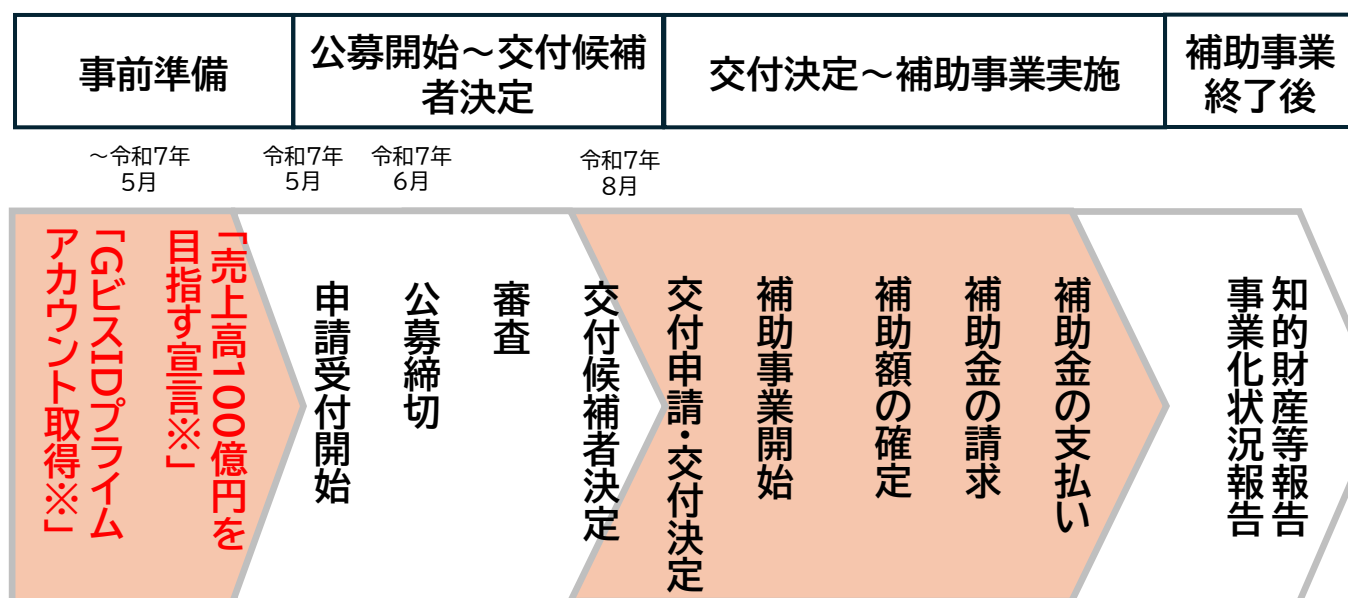 事前準備
公募開始～交付候補
者決定
交付決定～補助事業実施
補助事業
終了後
～令和7年
5月
令和7年
5月
令和7年
6月
令和7年
8月
「GビズIDプライム
アカウント取得※」
「売上高100億円を
目指す宣言※」
申請受付開始
公募締切
審査
交付候補者決定
交付申請・交付決定
補助事業開始
補助額の確定
補助金の請求
補助金の支払い
知的財産等報告
事業化状況報告